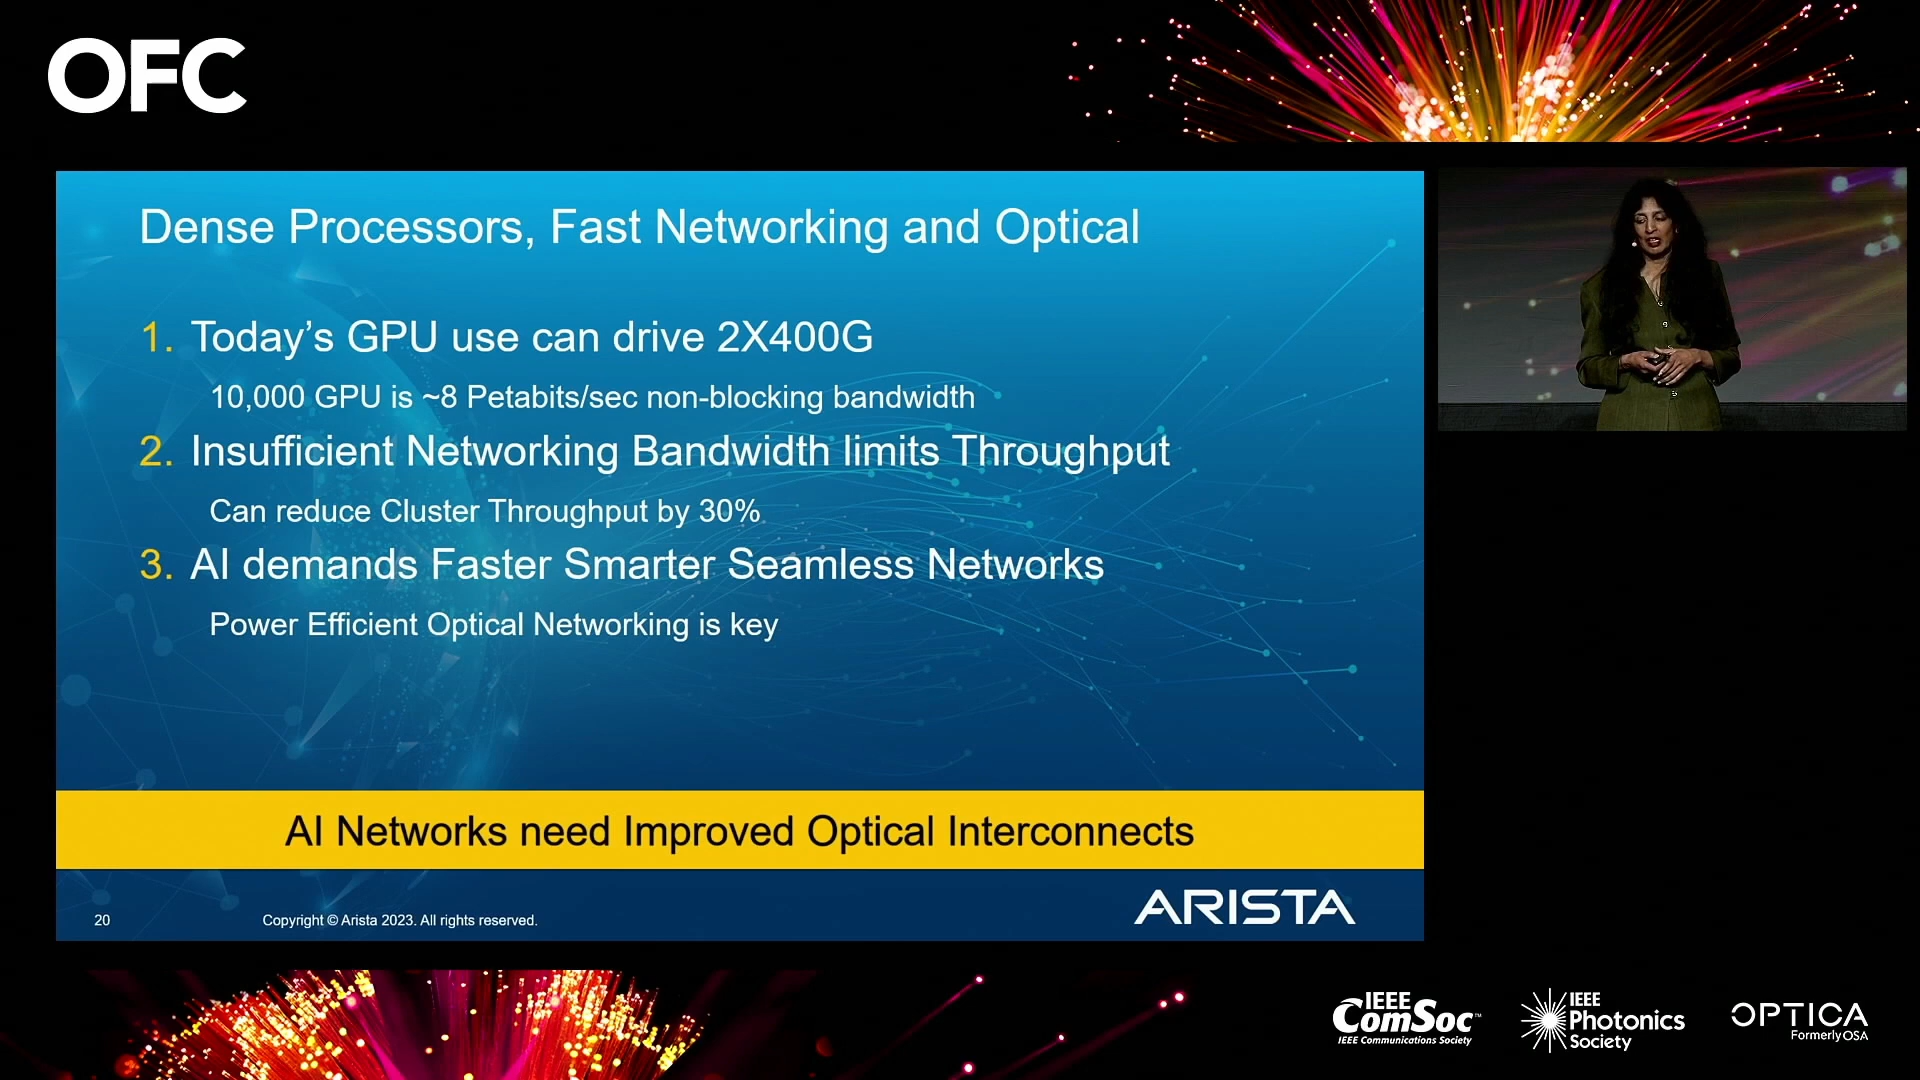 OFC
Dense Processors, Fast Networking and Optical
1. Today’s GPU use can drive 2X400G
10,000 GPU is ~8 Petabits/sec non-blocking bandwidth
2. Insufficient Networking Bandwidth limits Throughput
Can reduce Cluster Throughput by 30%
3. AI demands Faster Smarter Seamless Networks
Power Efficient Optical Networking is key
AI Networks need Improved Optical Interconnects
20
Copyright © Arista 2023. All rights reserved.
ARISTA
IEEE
ComSoc™
IEEE Communications Society
IEEE
Photonics
Society
OPTICA
Formerly OSA